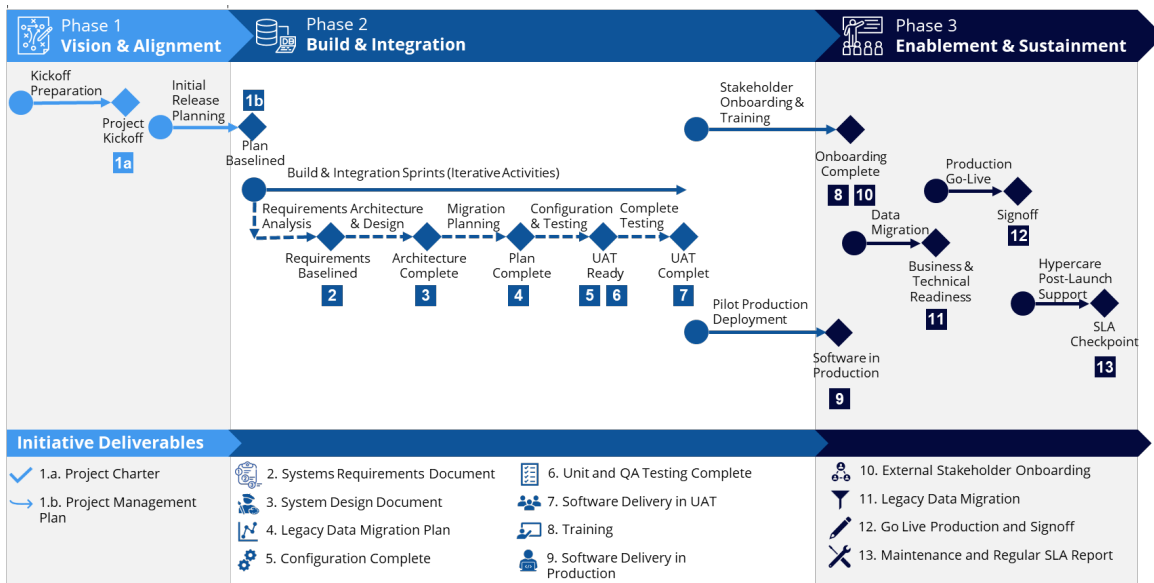 Phase 1
Vision & Alignment
Phase 2
Build & Integration
DB
Phase 3
Enablement & Sustainment
Kickoff
Preparation
Project
Kickoff
1a
Initial
Release
Planning
1b
Plan
Baselined
Build & Integration Sprints (Iterative Activities)
Requirements
Analysis
Requirements
Baselined
2
Architecture
& Design
Architecture
Complete
3
Migration
Planning
Plan
Complete
4
Configuration
& Testing
UAT
Ready
5 6
Complete
Testing
UAT
Complet
7
Stakeholder
Onboarding &
Training
Onboarding
Complete
8 10
Pilot Production
Deployment
Software in
Production
9
Data
Migration
Business &
Technical
Readiness
11
Production
Go-Live
Signoff
12
Hypercare
Post-Launch
Support
SLA
Checkpoint
13
Initiative Deliverables
1.a. Project Charter
1.b. Project Management
Plan
2. Systems Requirements Document
3. System Design Document
4. Legacy Data Migration Plan
5. Configuration Complete
6. Unit and QA Testing Complete
7. Software Delivery in UAT
8. Training
9. Software Delivery in
Production
10. External Stakeholder Onboarding
11. Legacy Data Migration
12. Go Live Production and Signoff
13. Maintenance and Regular SLA Report